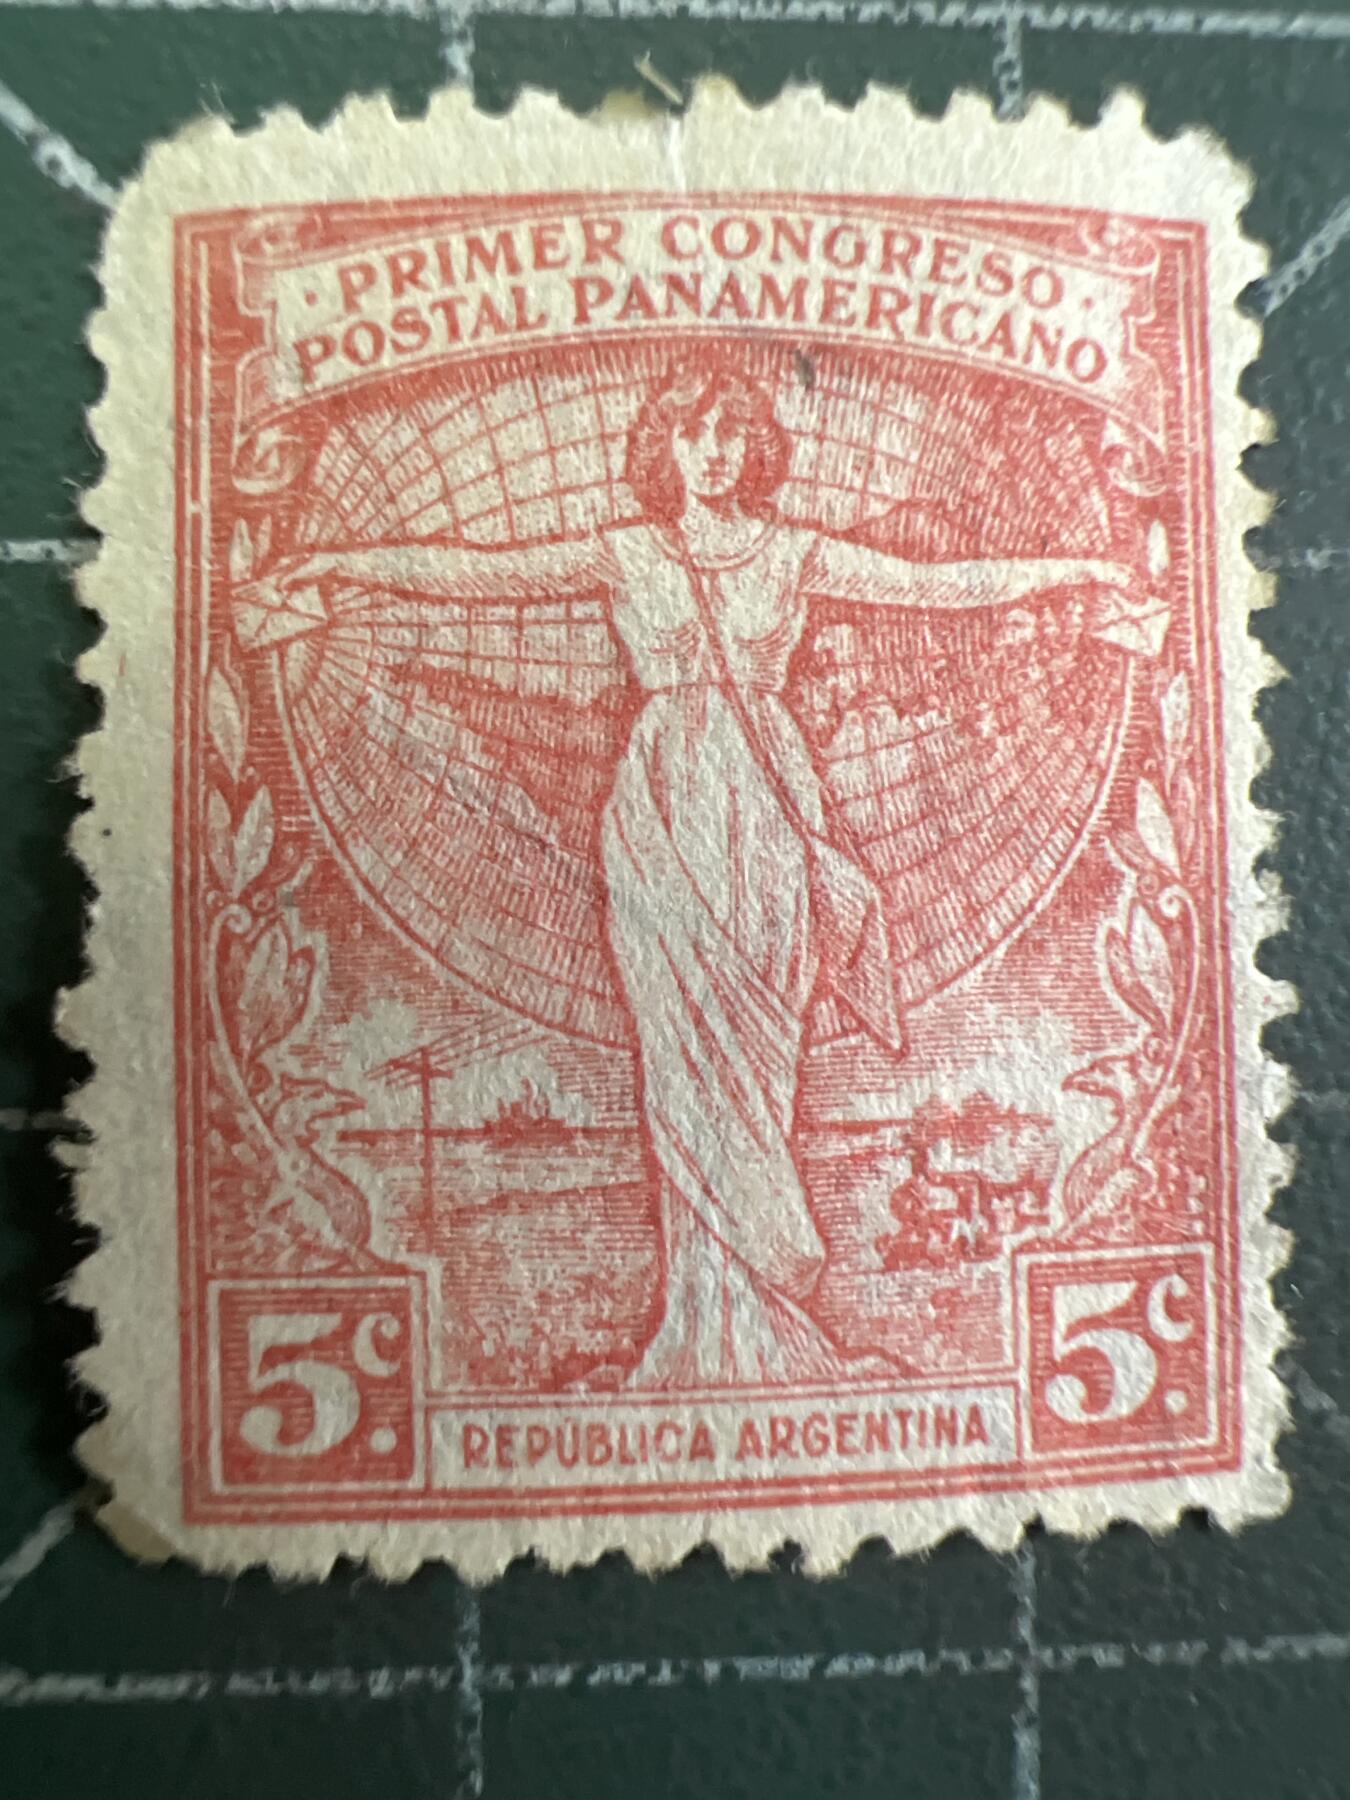 · PRIMER CONGRESO ·
POSTAL PANAMERICANO
5c.
5c.
REPÚBLICA ARGENTINA